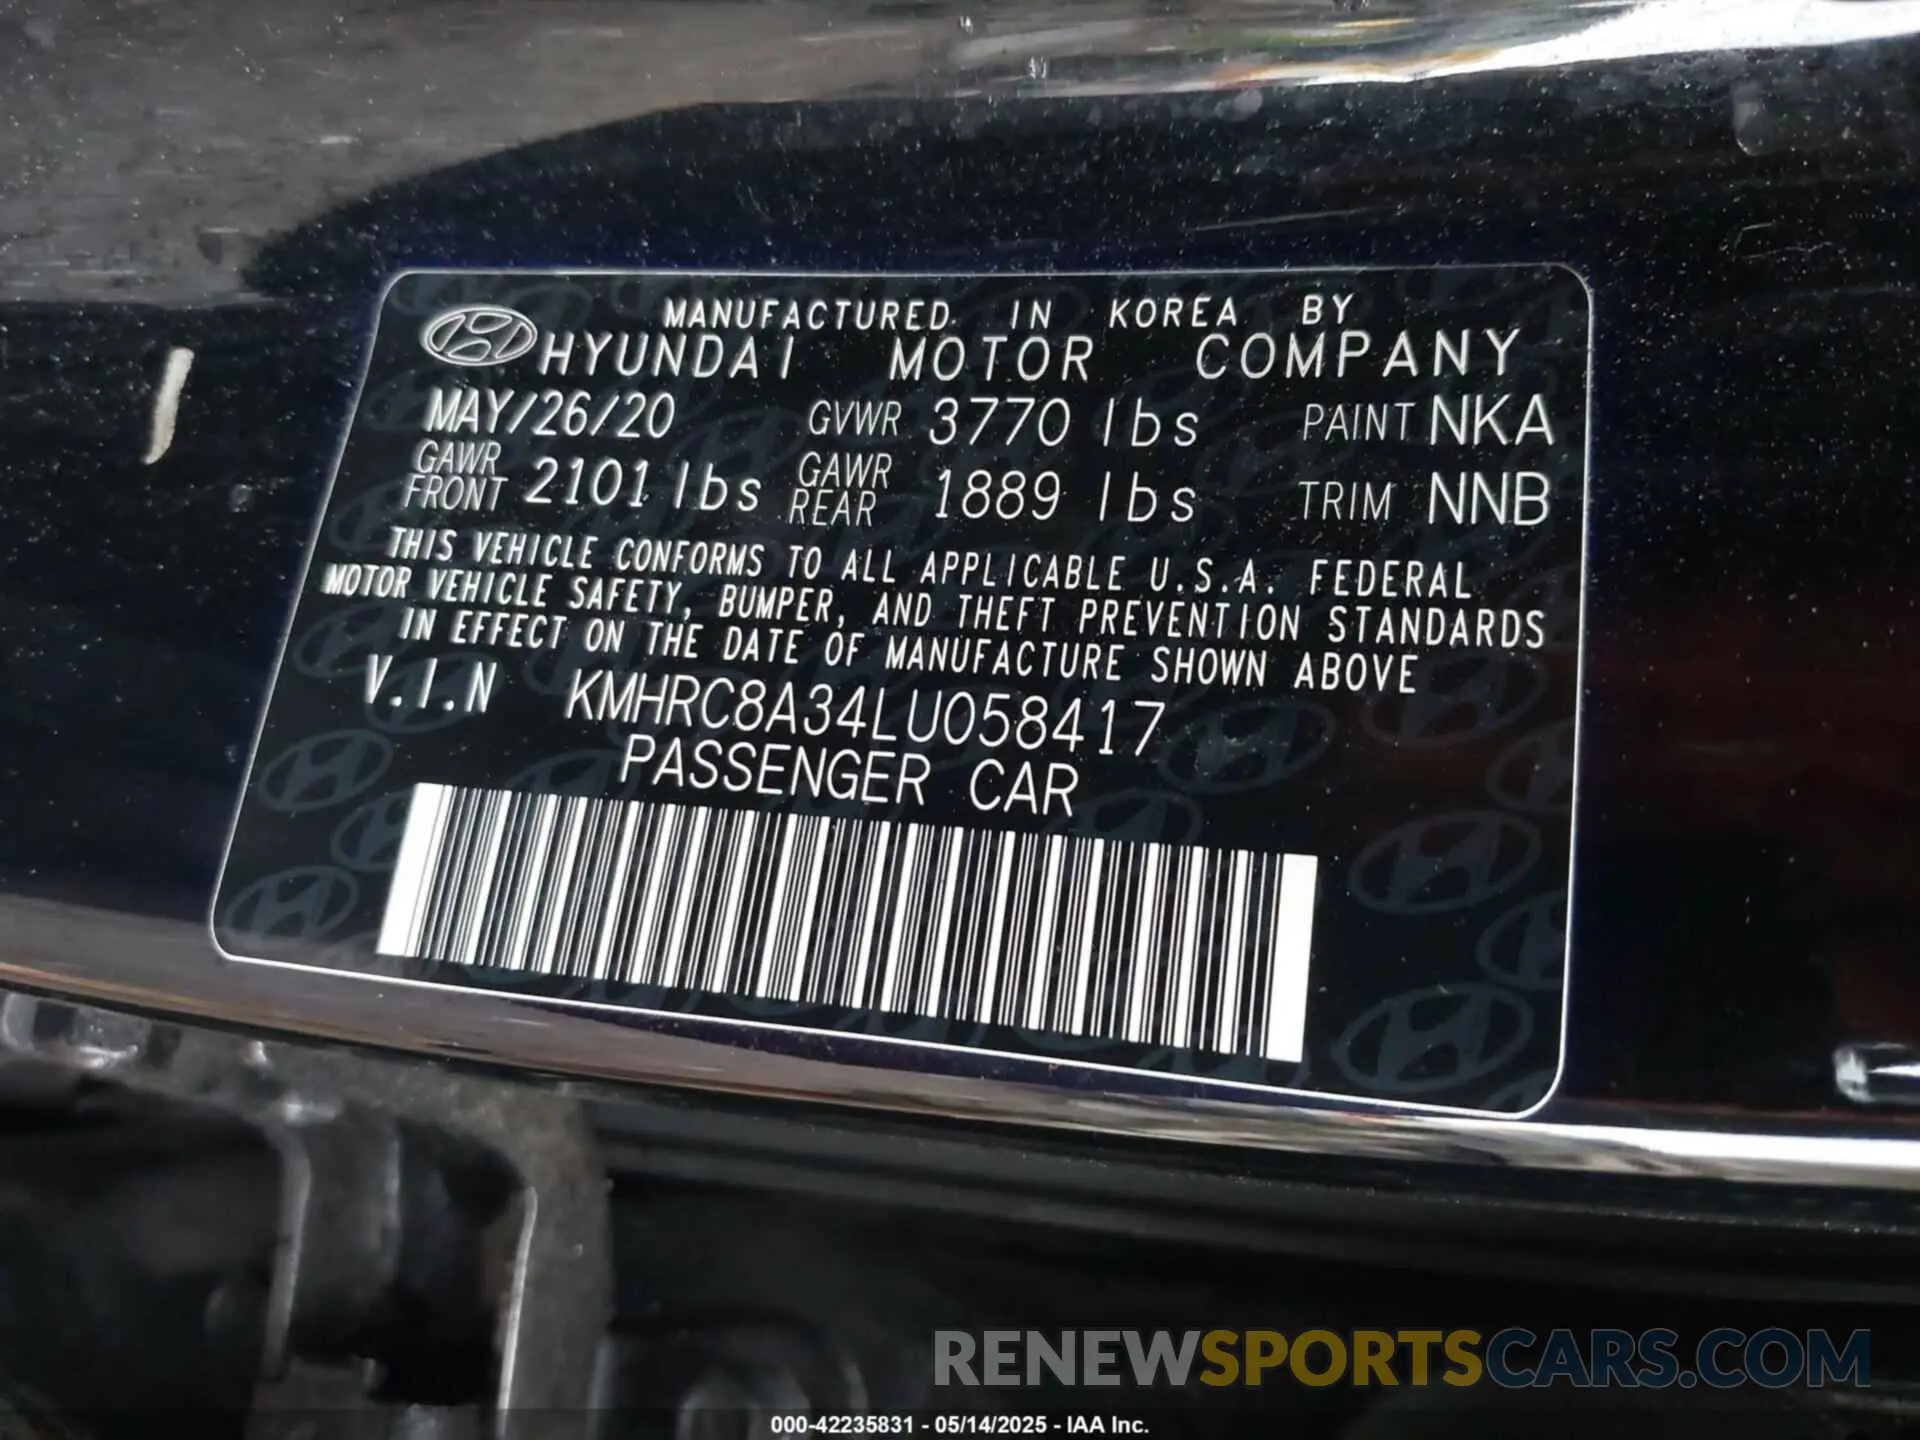 MANUFACTURED IN KOREA BY
HYUNDAI MOTOR COMPANY
MAY/26/20 GVWR 3770 lbs PAINT NKA
GAWR FRONT 2101 lbs GAWR REAR 1889 lbs TRIM NNB
THIS VEHICLE CONFORMS TO ALL APPLICABLE U.S.A. FEDERAL
MOTOR VEHICLE SAFETY, BUMPER, AND THEFT PREVENTION STANDARDS
IN EFFECT ON THE DATE OF MANUFACTURE SHOWN ABOVE
V.I.N KMHRC8A34LU058417
PASSENGER CAR
RENEWSPORTSCARS.COM
000-42235831 - 05/14/2025 - IAA Inc.